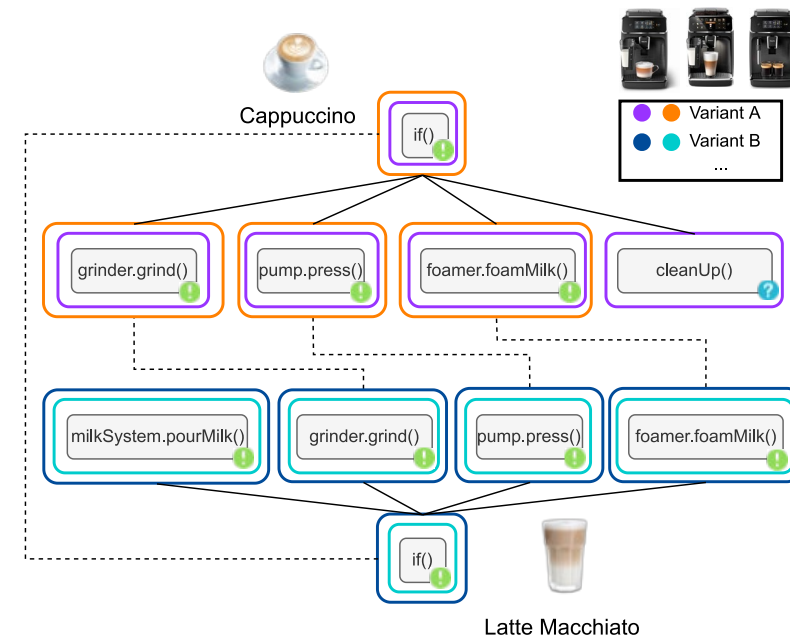 Cappuccino
if()
!
Variant A
Variant B
...
grinder.grind()
!
pump.press()
!
foamer.foamMilk()
!
cleanUp()
?
milkSystem.pourMilk()
!
grinder.grind()
!
pump.press()
!
foamer.foamMilk()
!
if()
!
Latte Macchiato